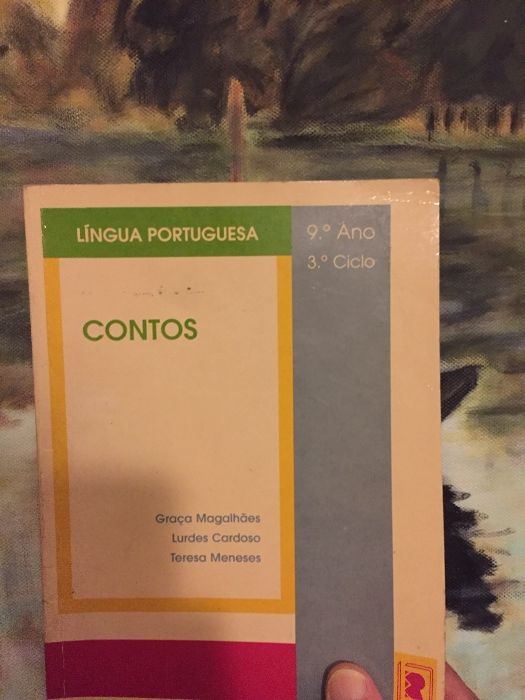 LÍNGUA PORTUGUESA
9.º Ano
3.º Ciclo
CONTOS
Graça Magalhães
Lurdes Cardoso
Teresa Meneses